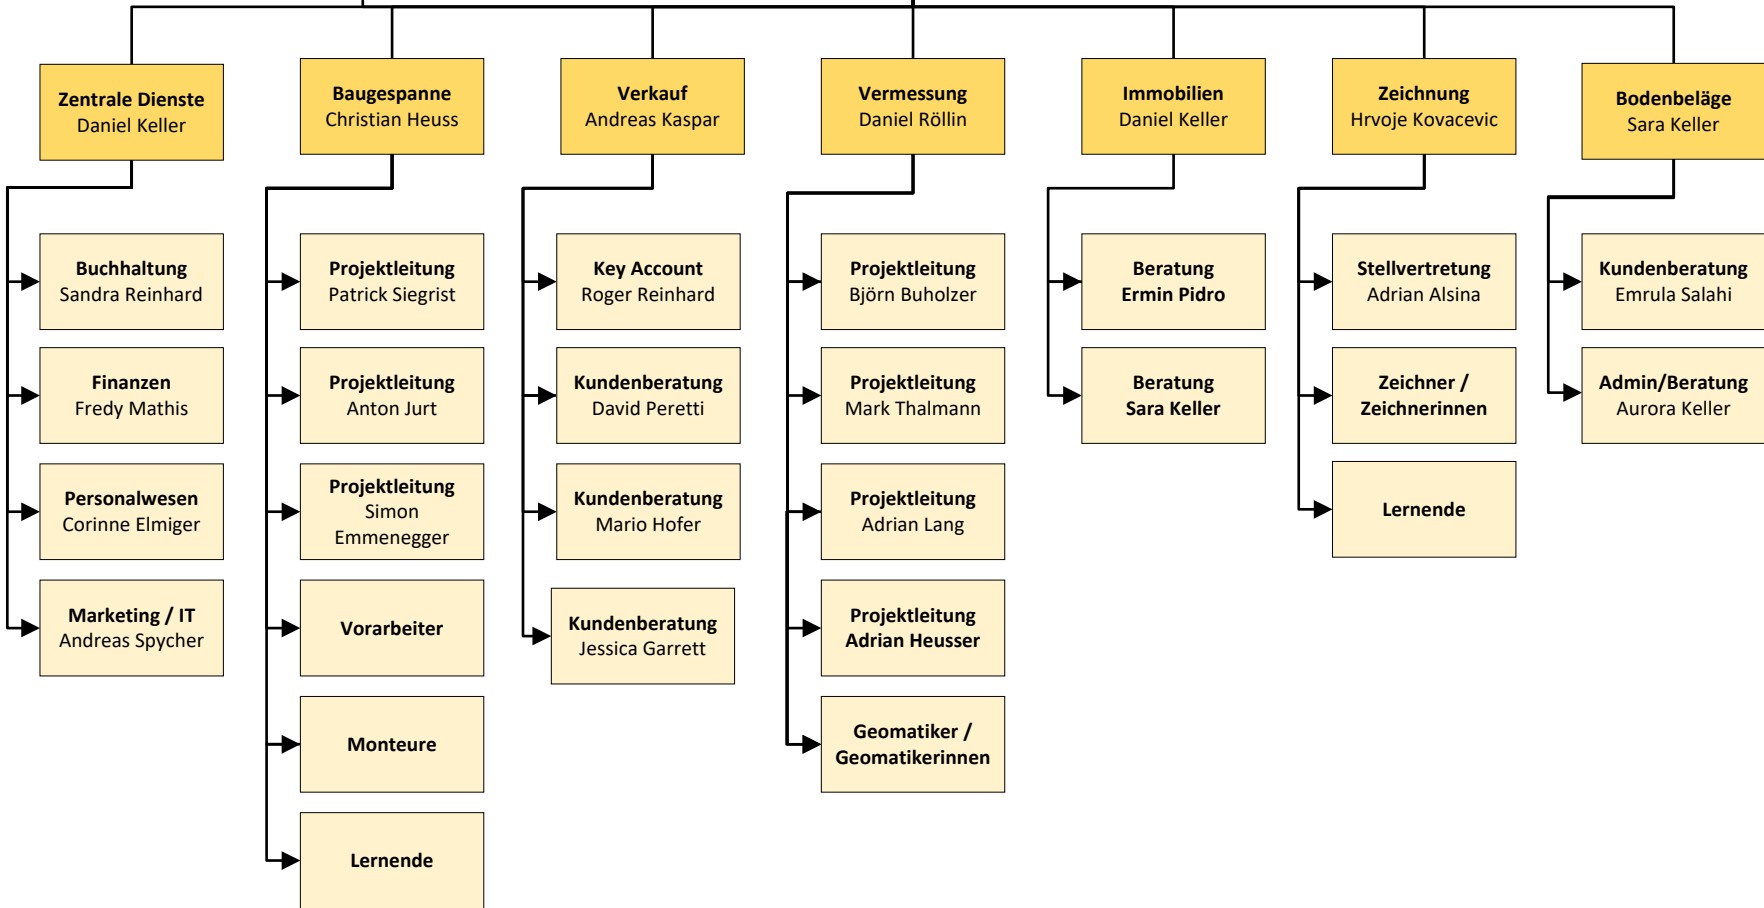 Zentrale Dienste
Daniel Keller
Baugespanne
Christian Heuss
Verkauf
Andreas Kaspar
Vermessung
Daniel Röllin
Immobilien
Daniel Keller
Zeichnung
Hrvoje Kovacevic
Bodenbeläge
Sara Keller
Buchhaltung
Sandra Reinhard
Finanzen
Fredy Mathis
Personalwesen
Corinne Elmiger
Marketing / IT
Andreas Spycher
Projektleitung
Patrick Siegrist
Projektleitung
Anton Jurt
Projektleitung
Simon
Emmenegger
Vorarbeiter
Monteure
Lernende
Key Account
Roger Reinhard
Kundenberatung
David Peretti
Kundenberatung
Mario Hofer
Kundenberatung
Jessica Garrett
Projektleitung
Björn Buholzer
Projektleitung
Mark Thalmann
Projektleitung
Adrian Lang
Projektleitung
Adrian Heusser
Geomatiker /
Geomatikerinnen
Beratung
Ermin Pidro
Beratung
Sara Keller
Stellvertretung
Adrian Alsina
Zeichner /
Zeichnerinnen
Lernende
Kundenberatung
Emrula Salahi
Admin/Beratung
Aurora Keller